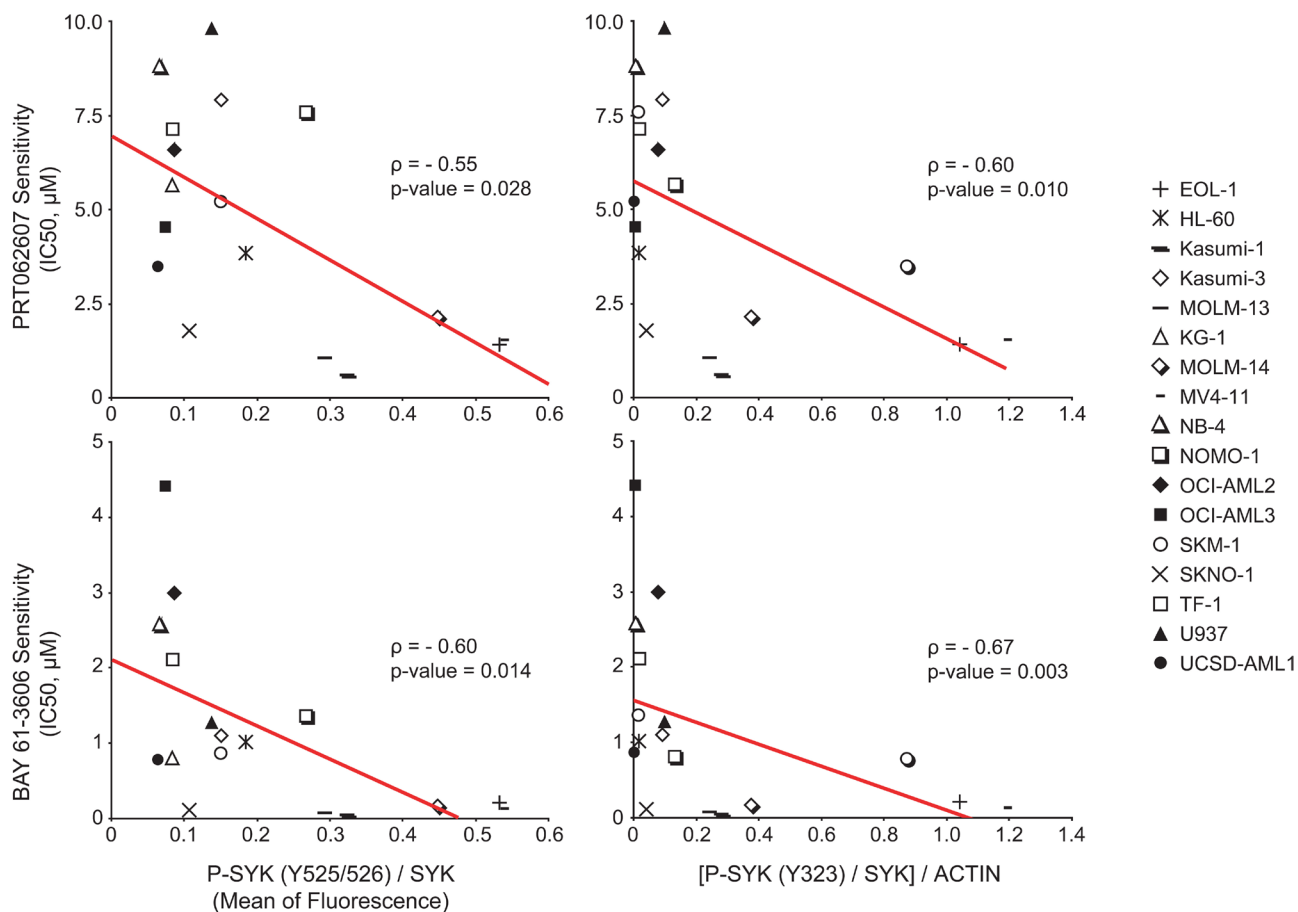 PRT062607 Sensitivity
(IC50, µM)
10.0
7.5
5.0
2.5
0
0
0.1
0.2
0.3
0.4
0.5
0.6
ρ = - 0.55
p-value = 0.028
10.0
7.5
5.0
2.5
0
0
0.2
0.4
0.6
0.8
1.0
1.2
1.4
ρ = - 0.60
p-value = 0.010
BAY 61-3606 Sensitivity
(IC50, µM)
5
4
3
2
1
0
0
0.1
0.2
0.3
0.4
0.5
0.6
ρ = - 0.60
p-value = 0.014
P-SYK (Y525/526) / SYK
(Mean of Fluorescence)
5
4
3
2
1
0
0
0.2
0.4
0.6
0.8
1.0
1.2
1.4
ρ = - 0.67
p-value = 0.003
[P-SYK (Y323) / SYK] / ACTIN
EOL-1
HL-60
Kasumi-1
Kasumi-3
MOLM-13
KG-1
MOLM-14
MV4-11
NB-4
NOMO-1
OCI-AML2
OCI-AML3
SKM-1
SKNO-1
TF-1
U937
UCSD-AML1